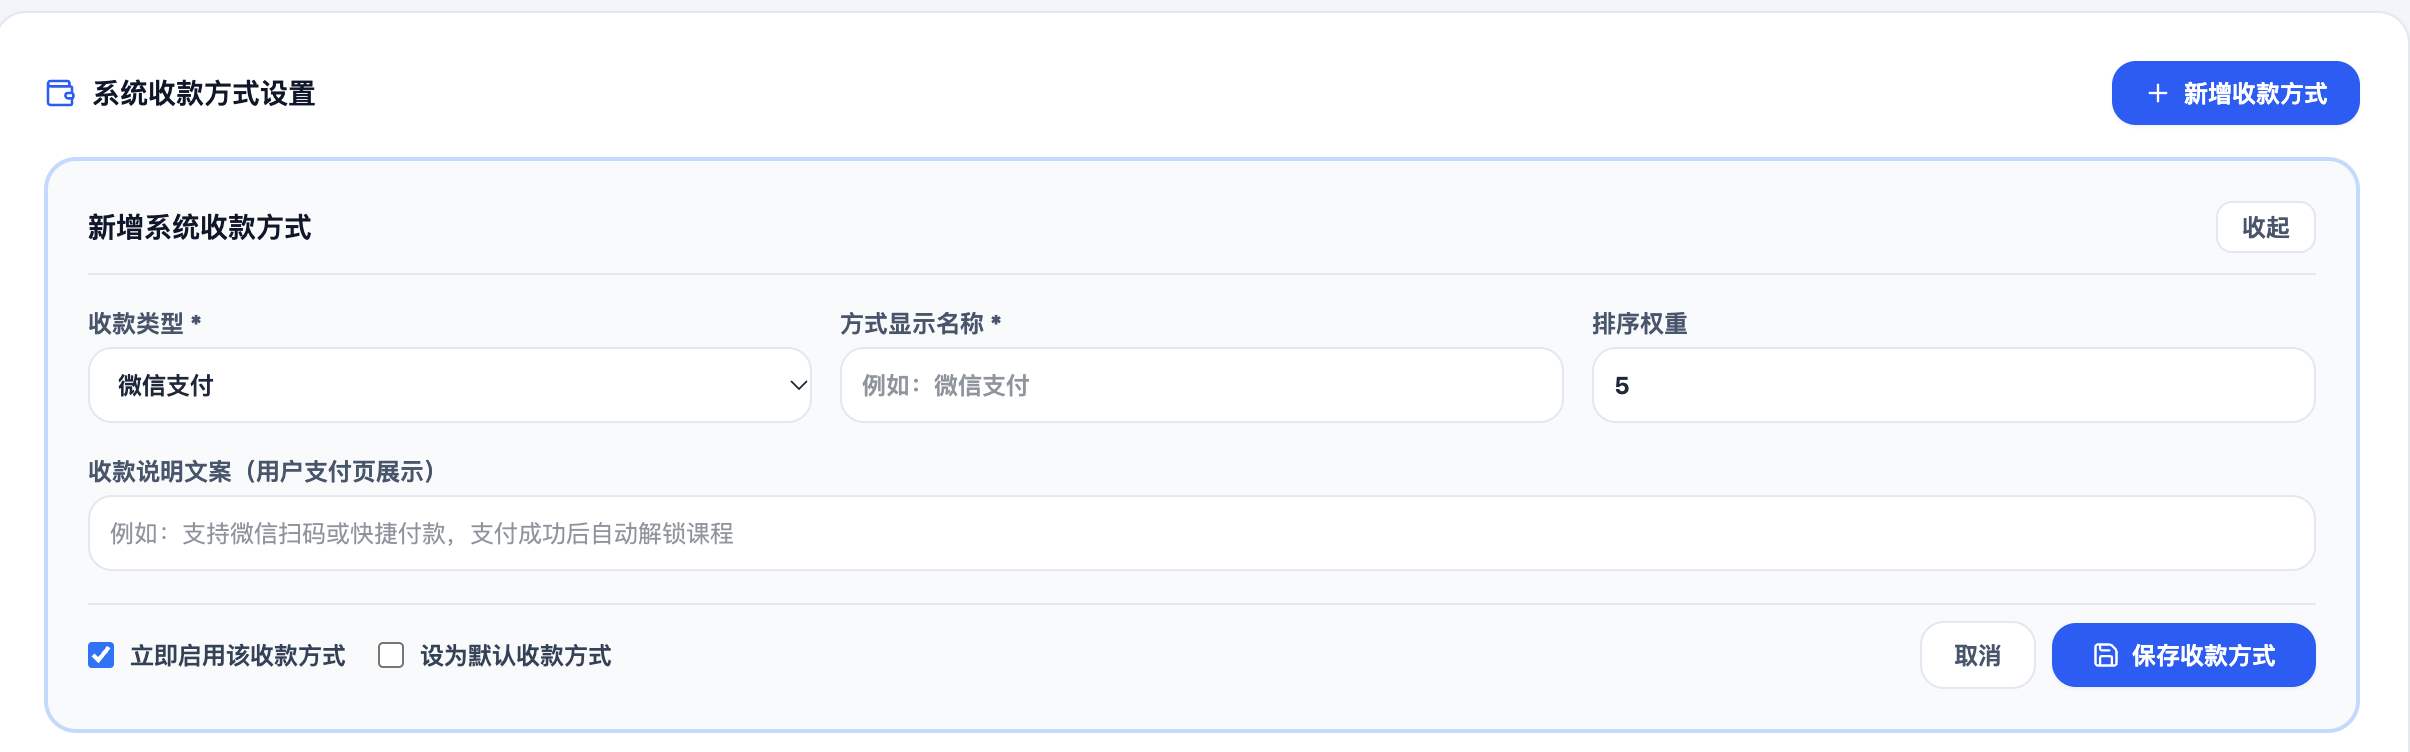 系统收款方式设置
新增收款方式
新增系统收款方式
收起
收款类型 *
方式显示名称 *
排序权重
微信支付
例如：微信支付
5
收款说明文案（用户支付页展示）
例如：支持微信扫码或快捷付款，支付成功后自动解锁课程
立即启用该收款方式
设为默认收款方式
取消
保存收款方式